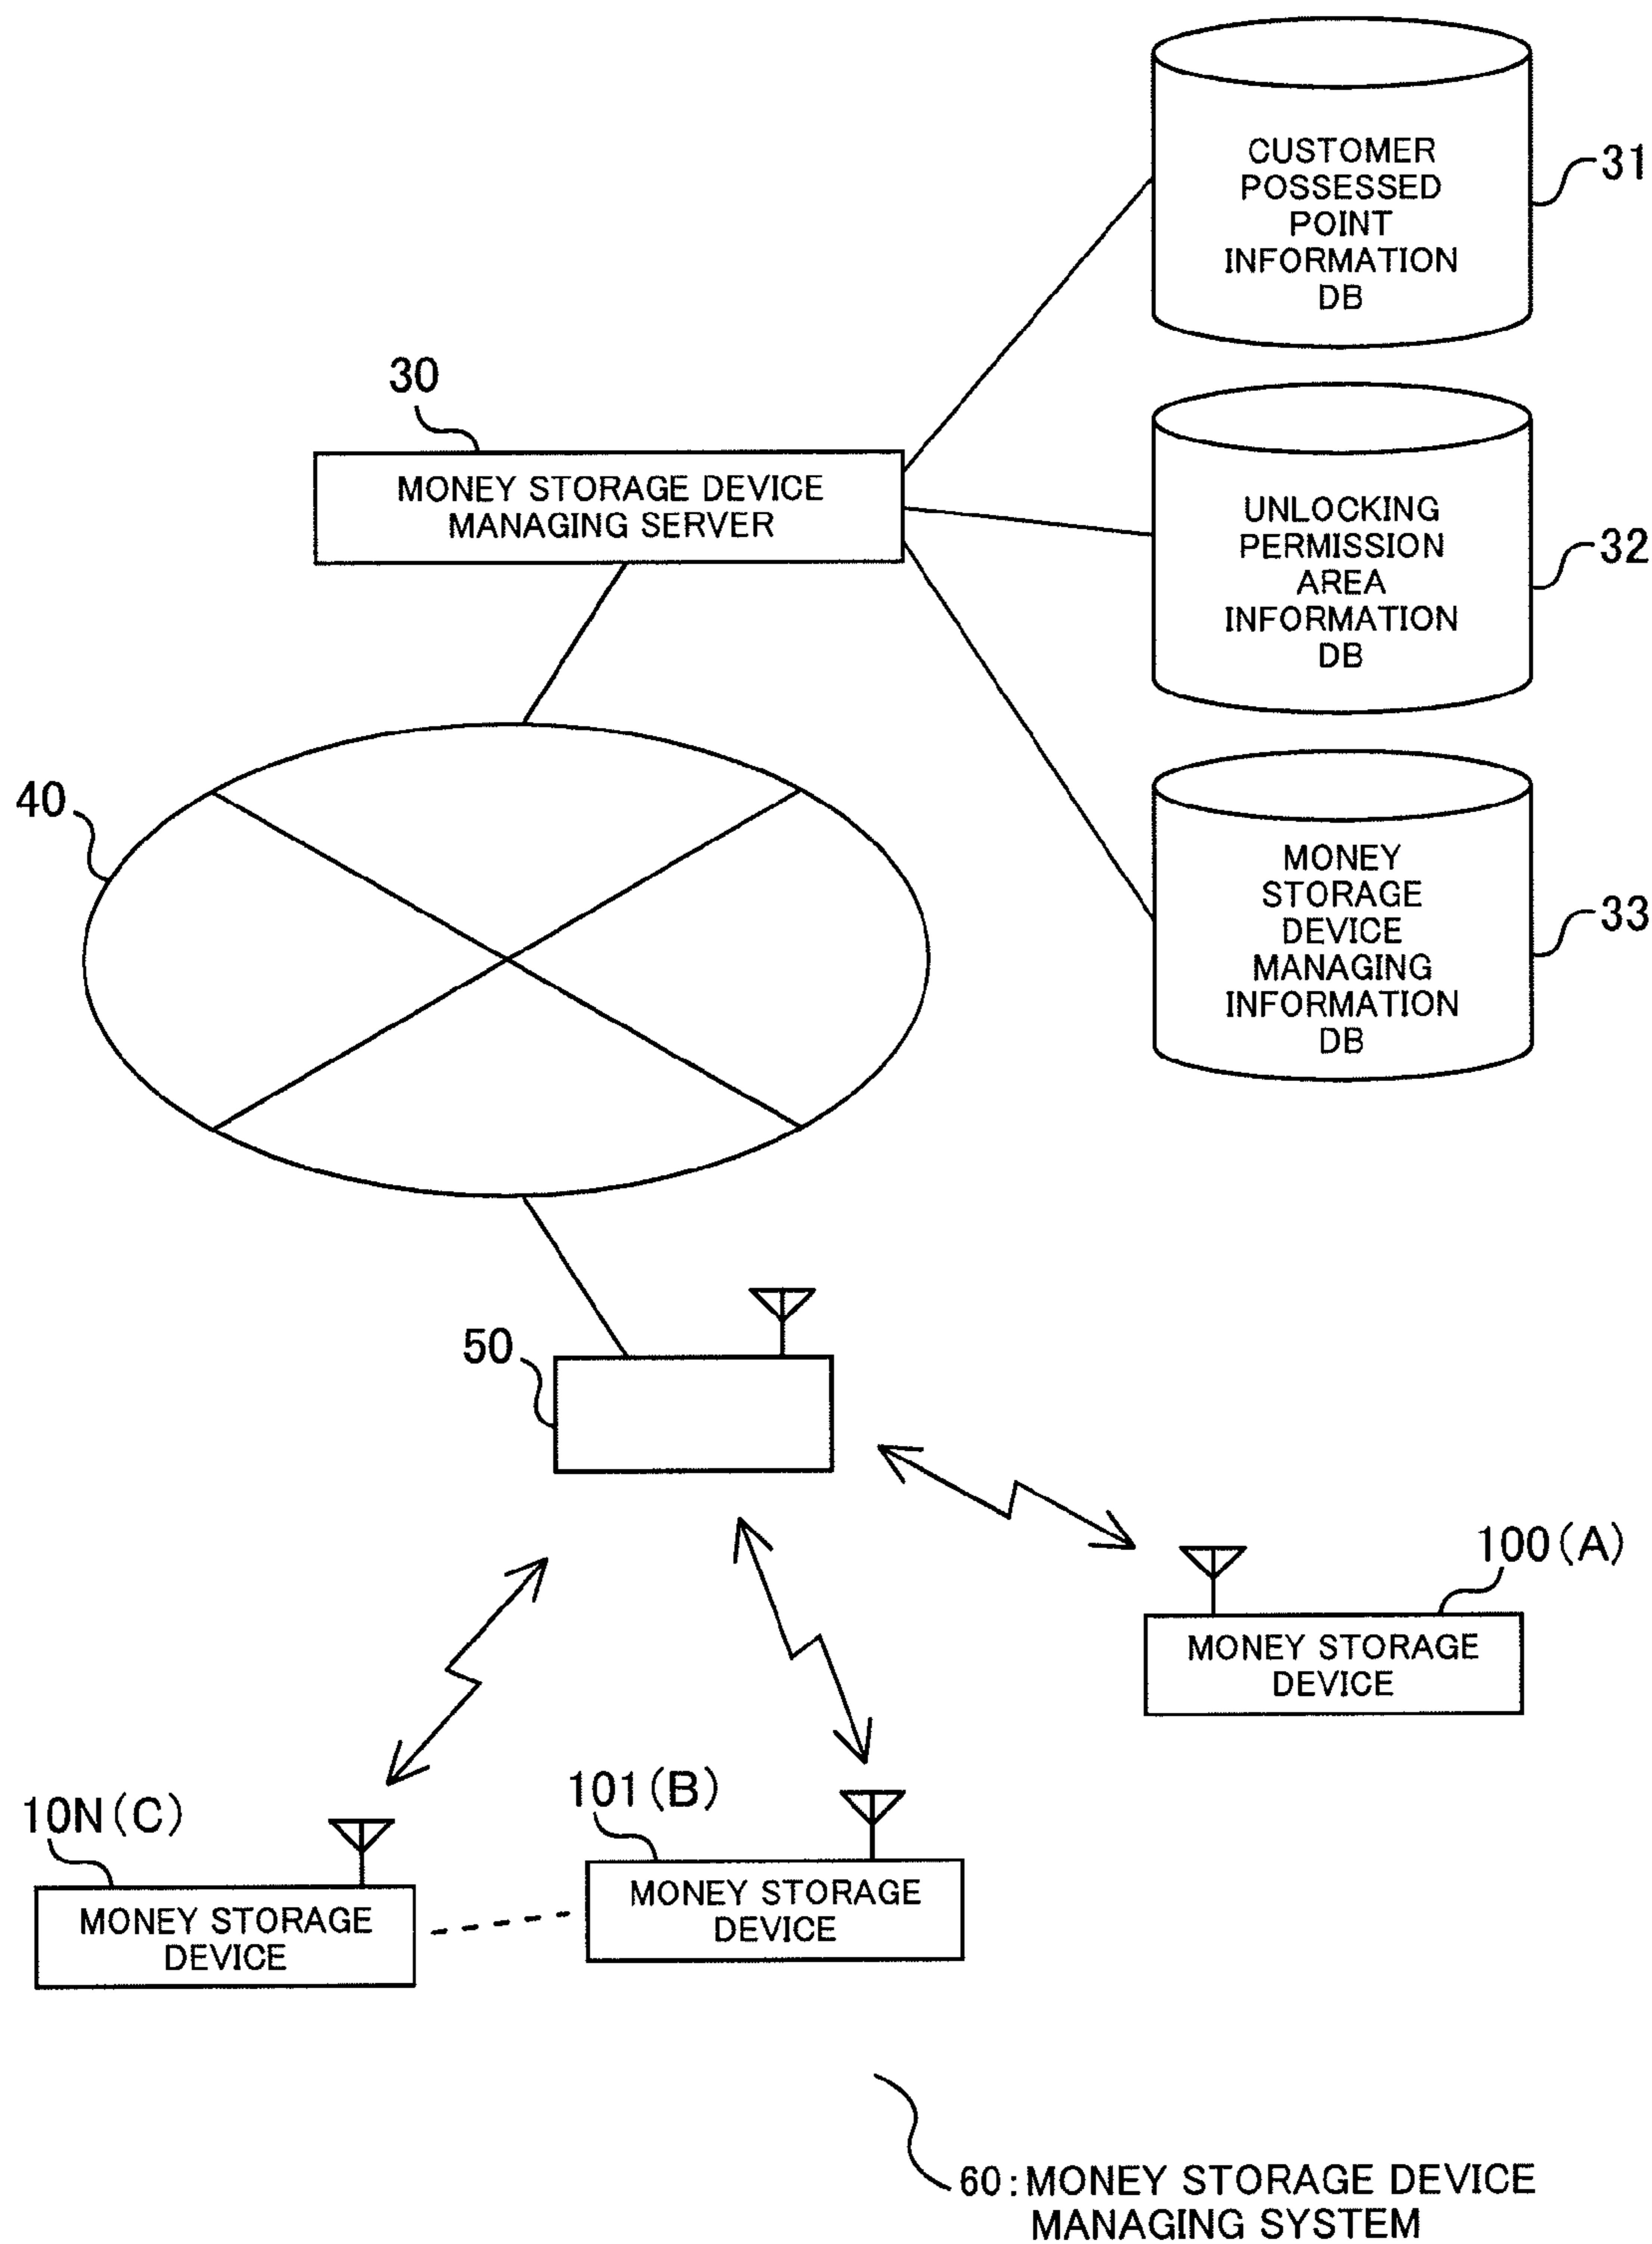 CUSTOMER
POSSESSED
POINT
INFORMATION
DB
31
30
MONEY STORAGE DEVICE
MANAGING SERVER
UNLOCKING
PERMISSION
AREA
INFORMATION
DB
32
40
MONEY
STORAGE
DEVICE
MANAGING
INFORMATION
DB
33
50
100(A)
MONEY STORAGE
DEVICE
101(B)
MONEY STORAGE
DEVICE
10N(C)
MONEY STORAGE
DEVICE
60:MONEY STORAGE DEVICE
MANAGING SYSTEM